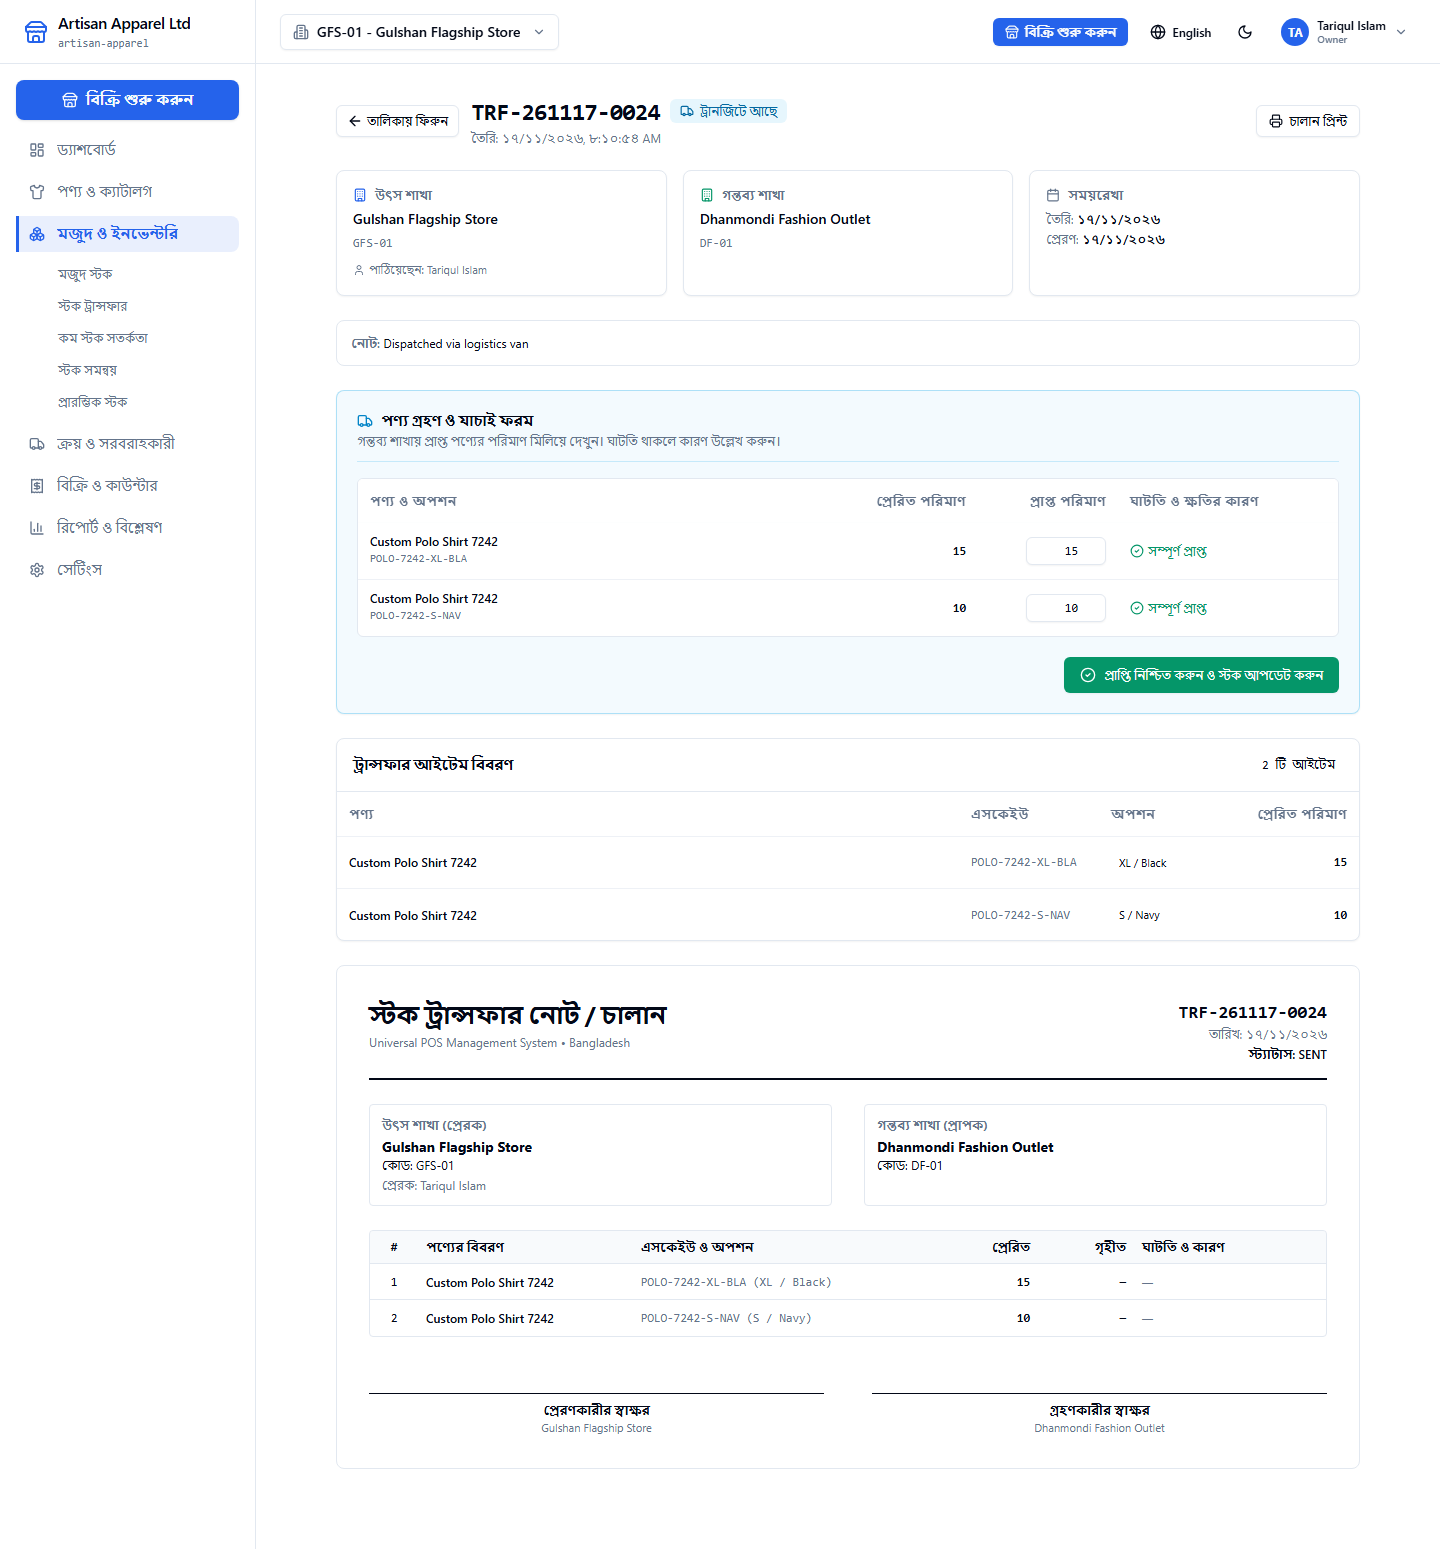 Artisan Apparel Ltd
artisan-apparel
GFS-01 - Gulshan Flagship Store
বিক্রি শুরু করুন
English
TA
Tariqul Islam
Owner
বিক্রি শুরু করুন
ড্যাশবোর্ড
পণ্য ও ক্যাটালগ
মজুদ ও ইনভেন্টরি
মজুদ স্টক
স্টক ট্রান্সফার
কম স্টক সতর্কতা
স্টক সমন্বয়
প্রারম্ভিক স্টক
ক্রয় ও সরবরাহকারী
বিক্রি ও কাউন্টার
রিপোর্ট ও বিশ্লেষণ
সেটিংস
তালিকায় ফিরুন
TRF-261117-0024
ট্রানজিটে আছে
তৈরি: ১৭/১১/২০২৬, ৮:১০:৫৪ AM
চালান প্রিন্ট
উৎস শাখা
Gulshan Flagship Store
GFS-01
পাঠিয়েছেন: Tariqul Islam
গন্তব্য শাখা
Dhanmondi Fashion Outlet
DF-01
সময়রেখা
তৈরি: ১৭/১১/২০২৬
প্রেরণ: ১৭/১১/২০২৬
নোট: Dispatched via logistics van
পণ্য গ্রহণ ও যাচাই ফরম
গন্তব্য শাখায় প্রাপ্ত পণ্যের পরিমাণ মিলিয়ে দেখুন। ঘাটতি থাকলে কারণ উল্লেখ করুন।
পণ্য ও অপশন প্রেরিত পরিমাণ প্রাপ্ত পরিমাণ ঘাটতি ও ক্ষতির কারণ
Custom Polo Shirt 7242
POLO-7242-XL-BLA
15 15 সম্পূর্ণ প্রাপ্ত
Custom Polo Shirt 7242
POLO-7242-S-NAV
10 10 সম্পূর্ণ প্রাপ্ত
প্রাপ্তি নিশ্চিত করুন ও স্টক আপডেট করুন
ট্রান্সফার আইটেম বিবরণ
2 টি আইটেম
পণ্য এসকেইউ অপশন প্রেরিত পরিমাণ
Custom Polo Shirt 7242 POLO-7242-XL-BLA XL / Black 15
Custom Polo Shirt 7242 POLO-7242-S-NAV S / Navy 10
স্টক ট্রান্সফার নোট / চালান
Universal POS Management System • Bangladesh
TRF-261117-0024
তারিখ: ১৭/১১/২০২৬
স্ট্যাটাস: SENT
উৎস শাখা (প্রেরক)
Gulshan Flagship Store
কোড: GFS-01
প্রেরক: Tariqul Islam
গন্তব্য শাখা (প্রাপক)
Dhanmondi Fashion Outlet
কোড: DF-01
# পণ্যের বিবরণ এসকেইউ ও অপশন প্রেরিত গৃহীত ঘাটতি ও কারণ
1 Custom Polo Shirt 7242 POLO-7242-XL-BLA (XL / Black) 15 – —
2 Custom Polo Shirt 7242 POLO-7242-S-NAV (S / Navy) 10 – —
প্রেরণকারীর স্বাক্ষর
Gulshan Flagship Store
গ্রহণকারীর স্বাক্ষর
Dhanmondi Fashion Outlet